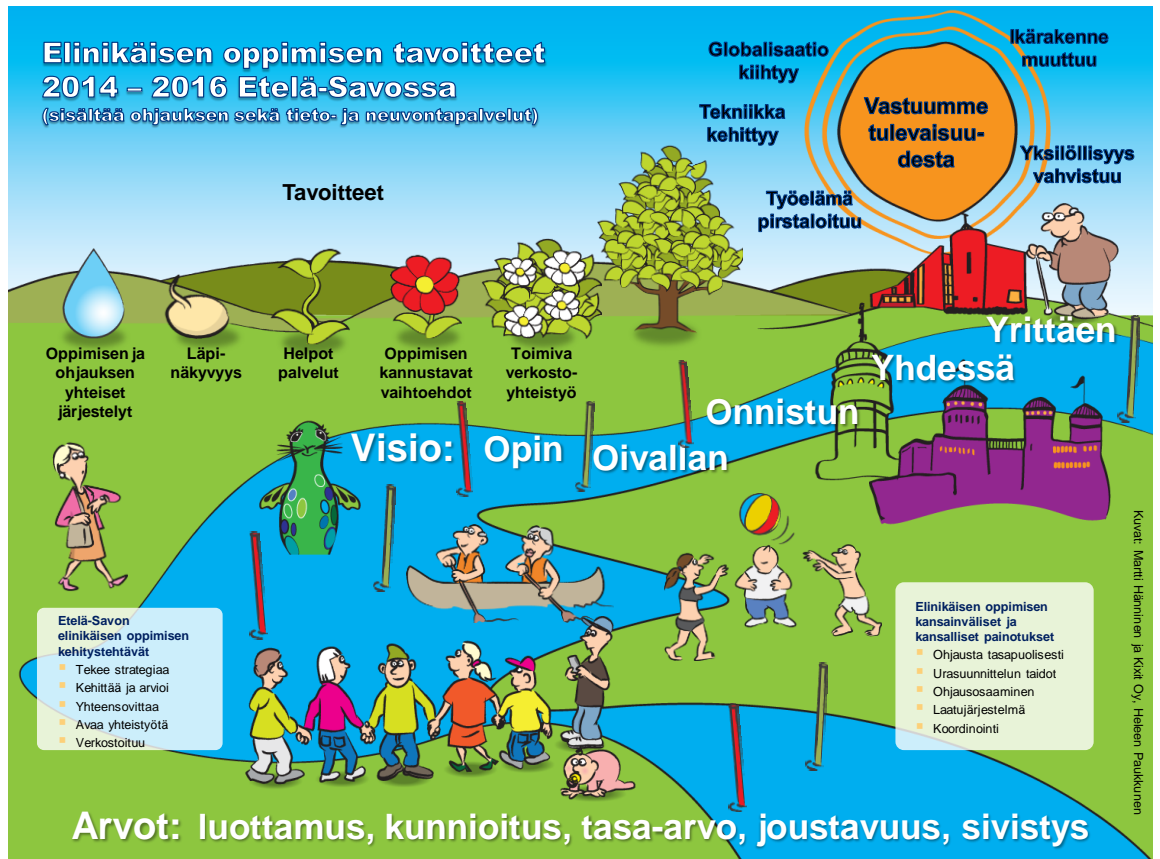 Elinikäisen oppimisen tavoitteet
2014 – 2016 Etelä-Savossa
(sisältää ohjauksen sekä tieto- ja neuvontapalvelut)
Globalisaatio
kiihtyy
Ikärakenne
muuttuu
Tekniikka
kehittyy
Vastuumme
tulevaisuu-
desta
Yksilöllisyys
vahvistuu
Työelämä
pirstaloituu
Tavoitteet
Oppimisen ja
ohjauksen
yhteiset
järjestelyt
Läpi-
näkyvyys
Helpot
palvelut
Oppimisen
kannustavat
vaihtoehdot
Toimiva
verkosto-
yhteistyö
Visio: Opin
Oivallan
Onnistun
Yhdessä
Yrittäen
Etelä-Savon
elinikäisen oppimisen
kehitystehtävät
Tekee strategiaa
Kehittää ja arvioi
Yhteensovittaa
Avaa yhteistyötä
Verkostoituu
Elinikäisen oppimisen
kansainväliset ja
kansalliset painotukset
Ohjausta tasapuolisesti
Urasuunnittelun taidot
Ohjausosaaminen
Laatujärjestelmä
Koordinointi
Kuvat: Martti Hänninen ja Kixit Oy, Heleen Paukkunen
Arvot: luottamus, kunnioitus, tasa-arvo, joustavuus, sivistys